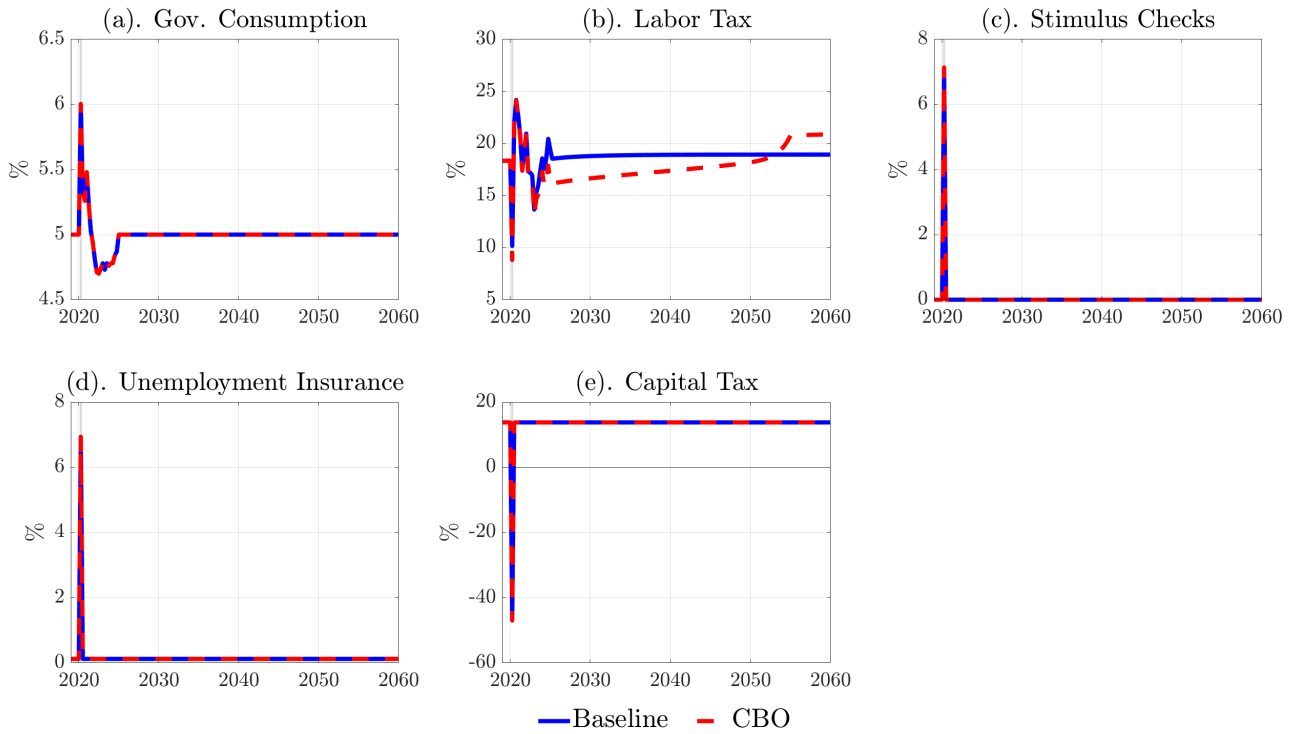 (a). Gov. Consumption
(b). Labor Tax
(c). Stimulus Checks
6.5
6
5.5
5
4.5
%
2020 2030 2040 2050 2060
30
25
20
15
10
5
%
2020 2030 2040 2050 2060
8
6
4
2
0
%
2020 2030 2040 2050 2060
(d). Unemployment Insurance
(e). Capital Tax
8
6
4
2
0
%
2020 2030 2040 2050 2060
20
0
-20
-40
-60
%
2020 2030 2040 2050 2060
Baseline CBO